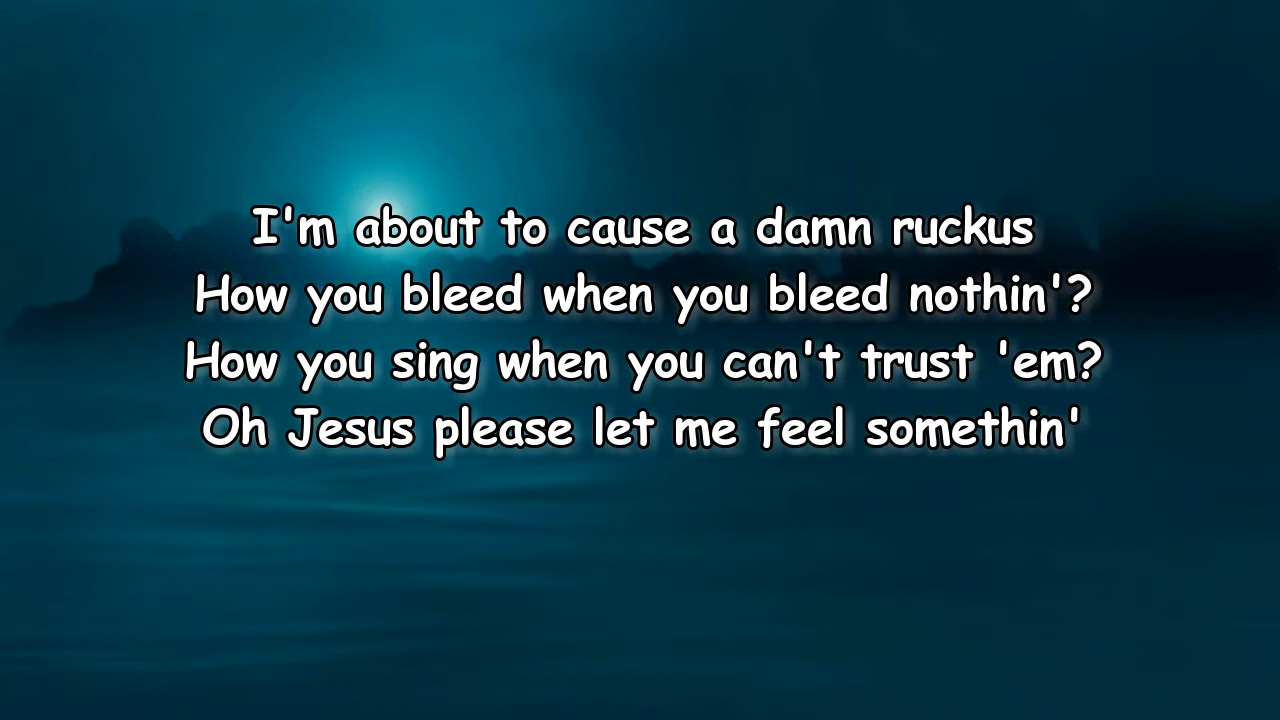 I'm about to cause a damn ruckus
How you bleed when you bleed nothin'?
How you sing when you can't trust 'em?
Oh Jesus please let me feel somethin'